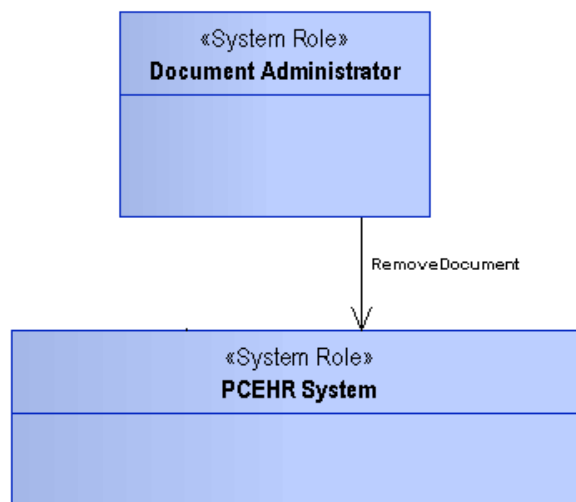 «System Role»
Document Administrator
RemoveDocument
«System Role»
PCEHR System